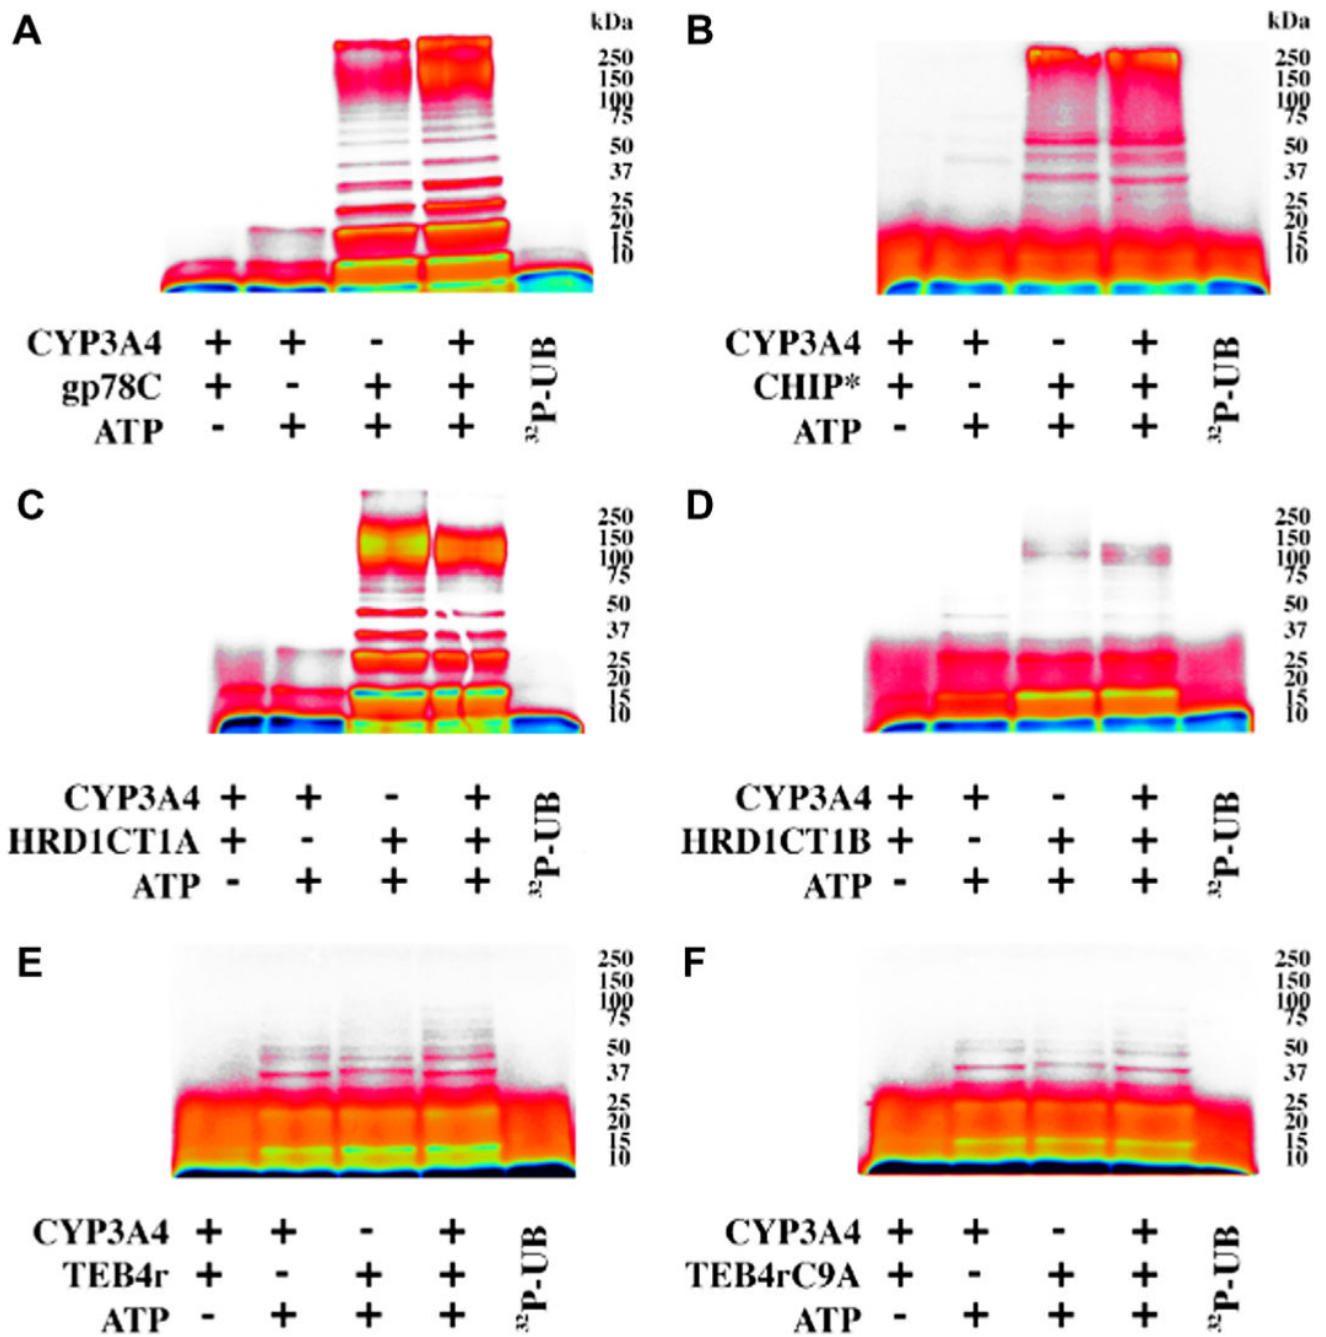 A
kDa
250
150
100
75
50
37
25
20
15
10
CYP3A4 + + - + ³²P-UB
gp78C + - + +
ATP - + + +
B
kDa
250
150
100
75
50
37
25
20
15
10
CYP3A4 + + - + ³²P-UB
CHIP* + - + +
ATP - + + +
C
250
150
100
75
50
37
25
20
15
10
CYP3A4 + + - + ³²P-UB
HRD1CT1A + - + +
ATP - + + +
D
250
150
100
75
50
37
25
20
15
10
CYP3A4 + + - + ³²P-UB
HRD1CT1B + - + +
ATP - + + +
E
250
150
100
75
50
37
25
20
15
10
CYP3A4 + + - + ³²P-UB
TEB4r + - + +
ATP - + + +
F
250
150
100
75
50
37
25
20
15
10
CYP3A4 + + - + ³²P-UB
TEB4rC9A + - + +
ATP - + + +